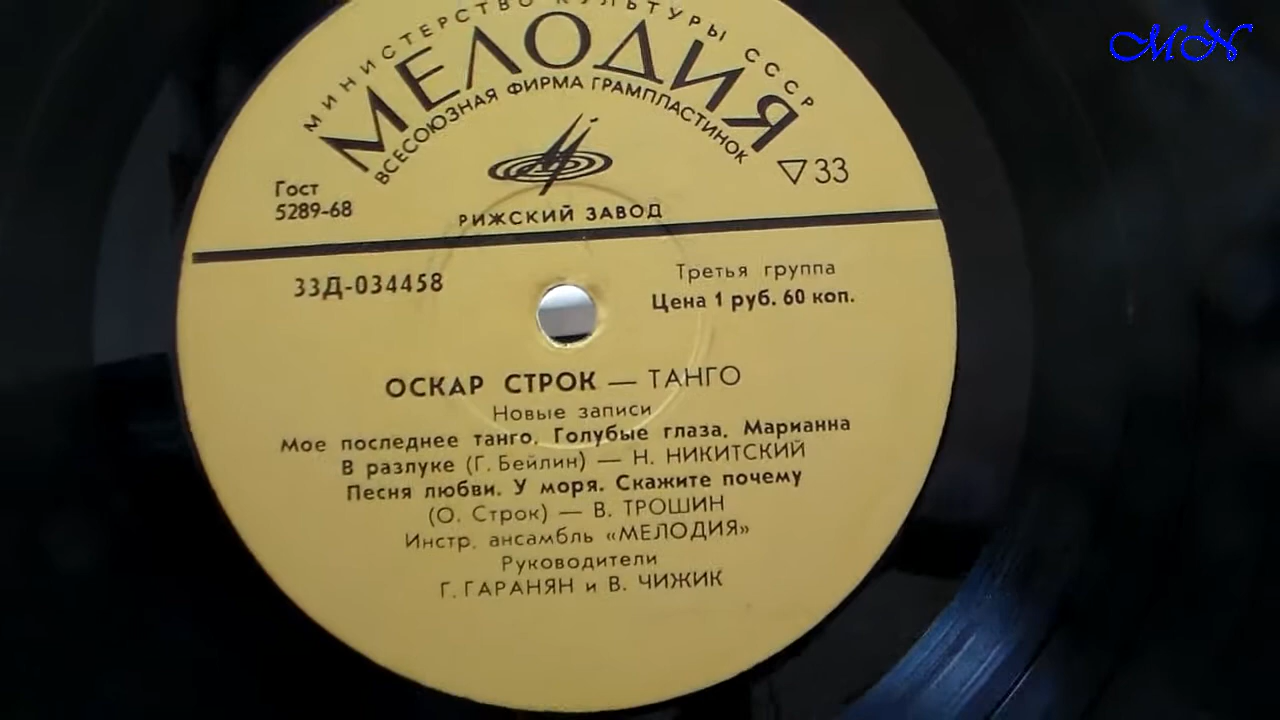 МИНИСТЕРСТВО КУЛЬТУРЫ СССР
MN
МЕЛОДИЯ
ВСЕСОЮЗНАЯ ФИРМА ГРАМПЛАСТИНОК
▽33
Гост
5289-68
РИЖСКИЙ ЗАВОД
33Д-034458
Третья группа
Цена 1 руб. 60 коп.
ОСКАР СТРОК — ТАНГО
Новые записи
Мое последнее танго. Голубые глаза. Марианна
В разлуке (Г. Бейлин) — Н. НИКИТСКИЙ
Песня любви. У моря. Скажите почему
(О. Строк) — В. ТРОШИН
Инстр. ансамбль «МЕЛОДИЯ»
Руководители
Г. ГАРАНЯН и В. ЧИЖИК